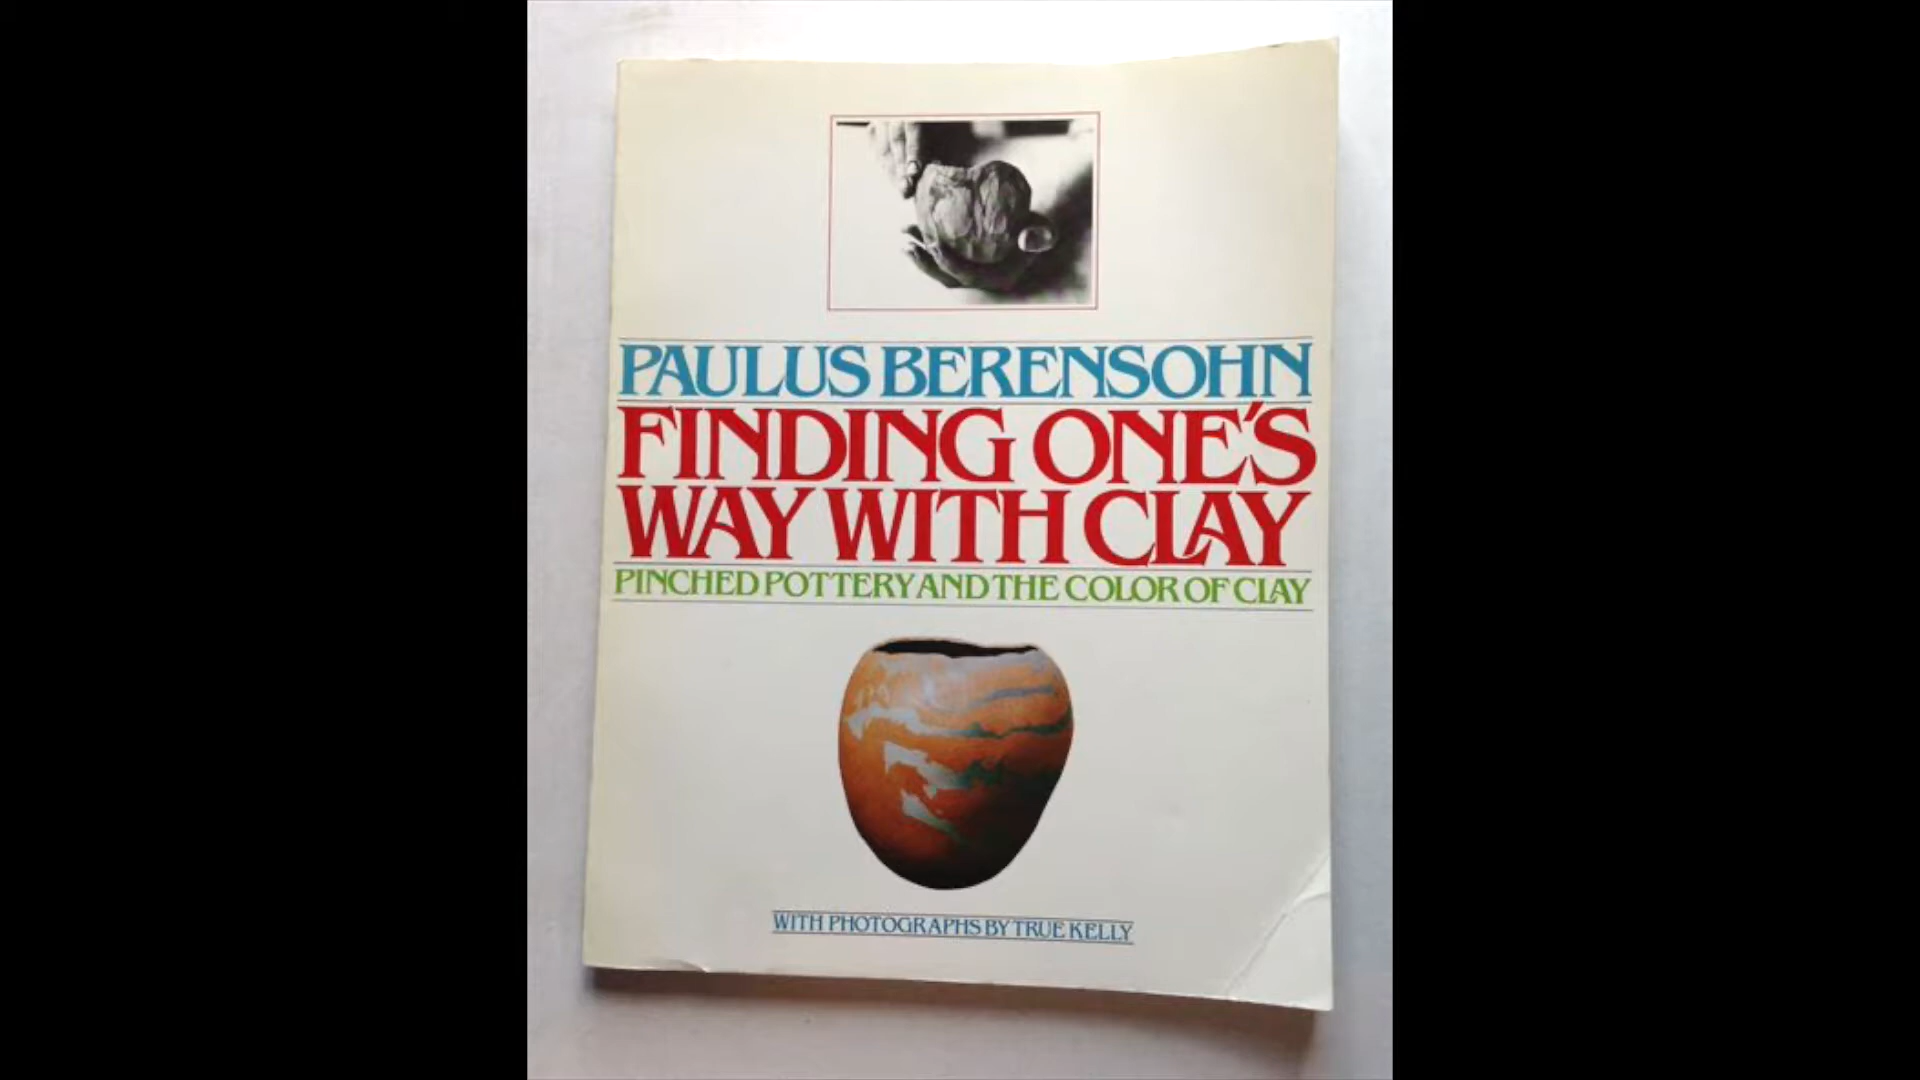 PAULUS BERENSOHN
FINDING ONE'S
WAY WITH CLAY
PINCHED POTTERY AND THE COLOR OF CLAY
WITH PHOTOGRAPHS BY TRUE KELLY